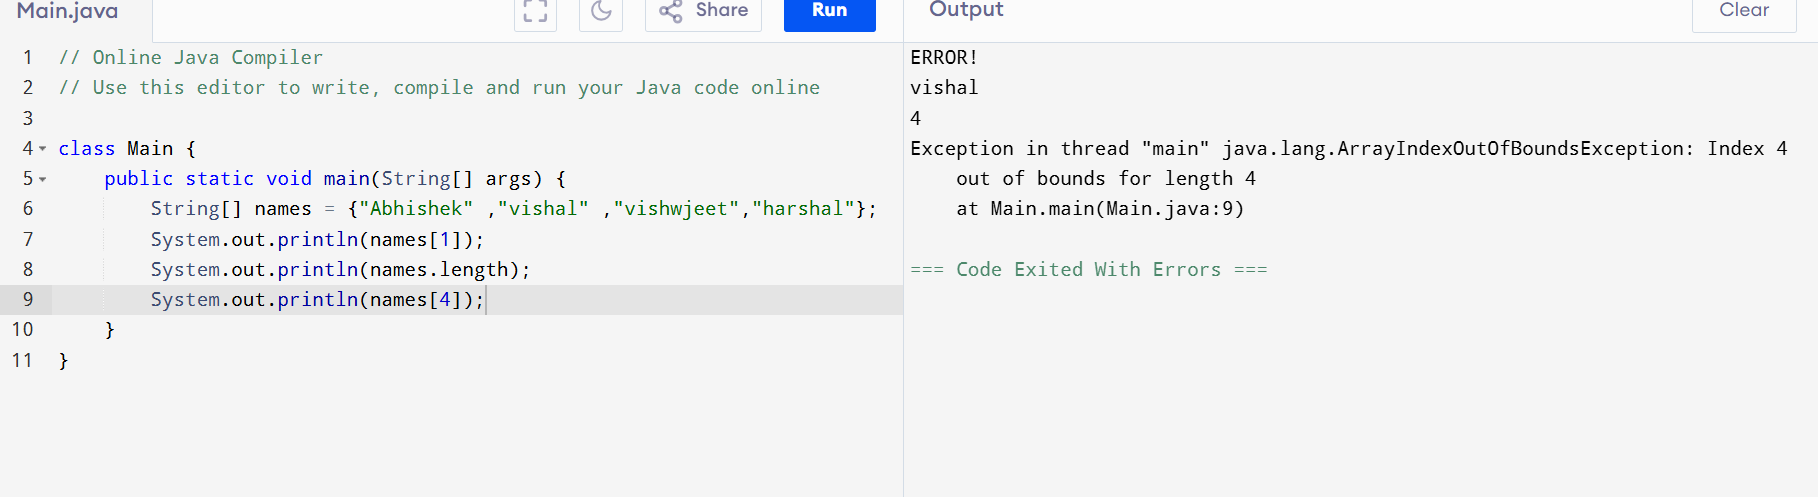 Main.java Share Run Output Clear
1 // Online Java Compiler
2 // Use this editor to write, compile and run your Java code online
3
4 class Main {
5     public static void main(String[] args) {
6         String[] names = {"Abhishek" ,"vishal" ,"vishwjeet","harshal"};
7         System.out.println(names[1]);
8         System.out.println(names.length);
9         System.out.println(names[4]);
10     }
11 }
ERROR!
vishal
4
Exception in thread "main" java.lang.ArrayIndexOutOfBoundsException: Index 4
    out of bounds for length 4
    at Main.main(Main.java:9)
=== Code Exited With Errors ===